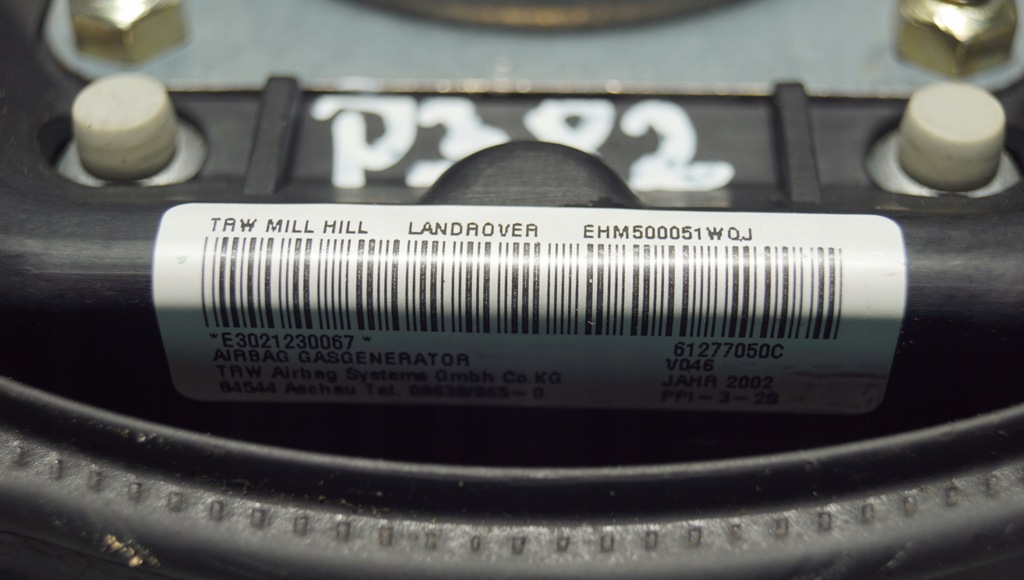 P382
TRW MILL HILL LANDROVER EHM500051WQJ
*E3021230067 * 61277050C
AIRBAG GASGENERATOR V046
TRW Airbag Systems GmbH Co.KG JAHR 2002
84544 Aschau Tel. 08638/965-0 PPI-3-2B